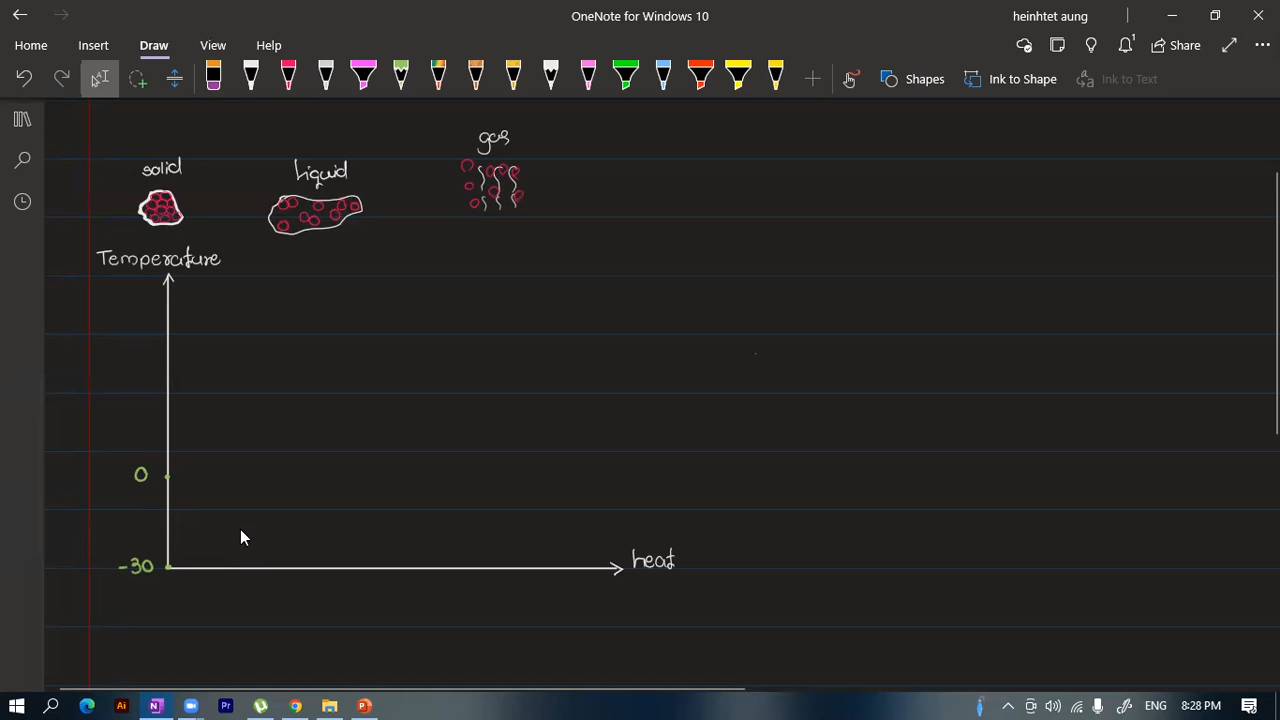 OneNote for Windows 10
heinhtet aung
Home Insert Draw View Help
Share
Shapes
Ink to Shape
Ink to Text
gas
solid
liquid
Temperature
0
-30
heat
ENG
8:28 PM